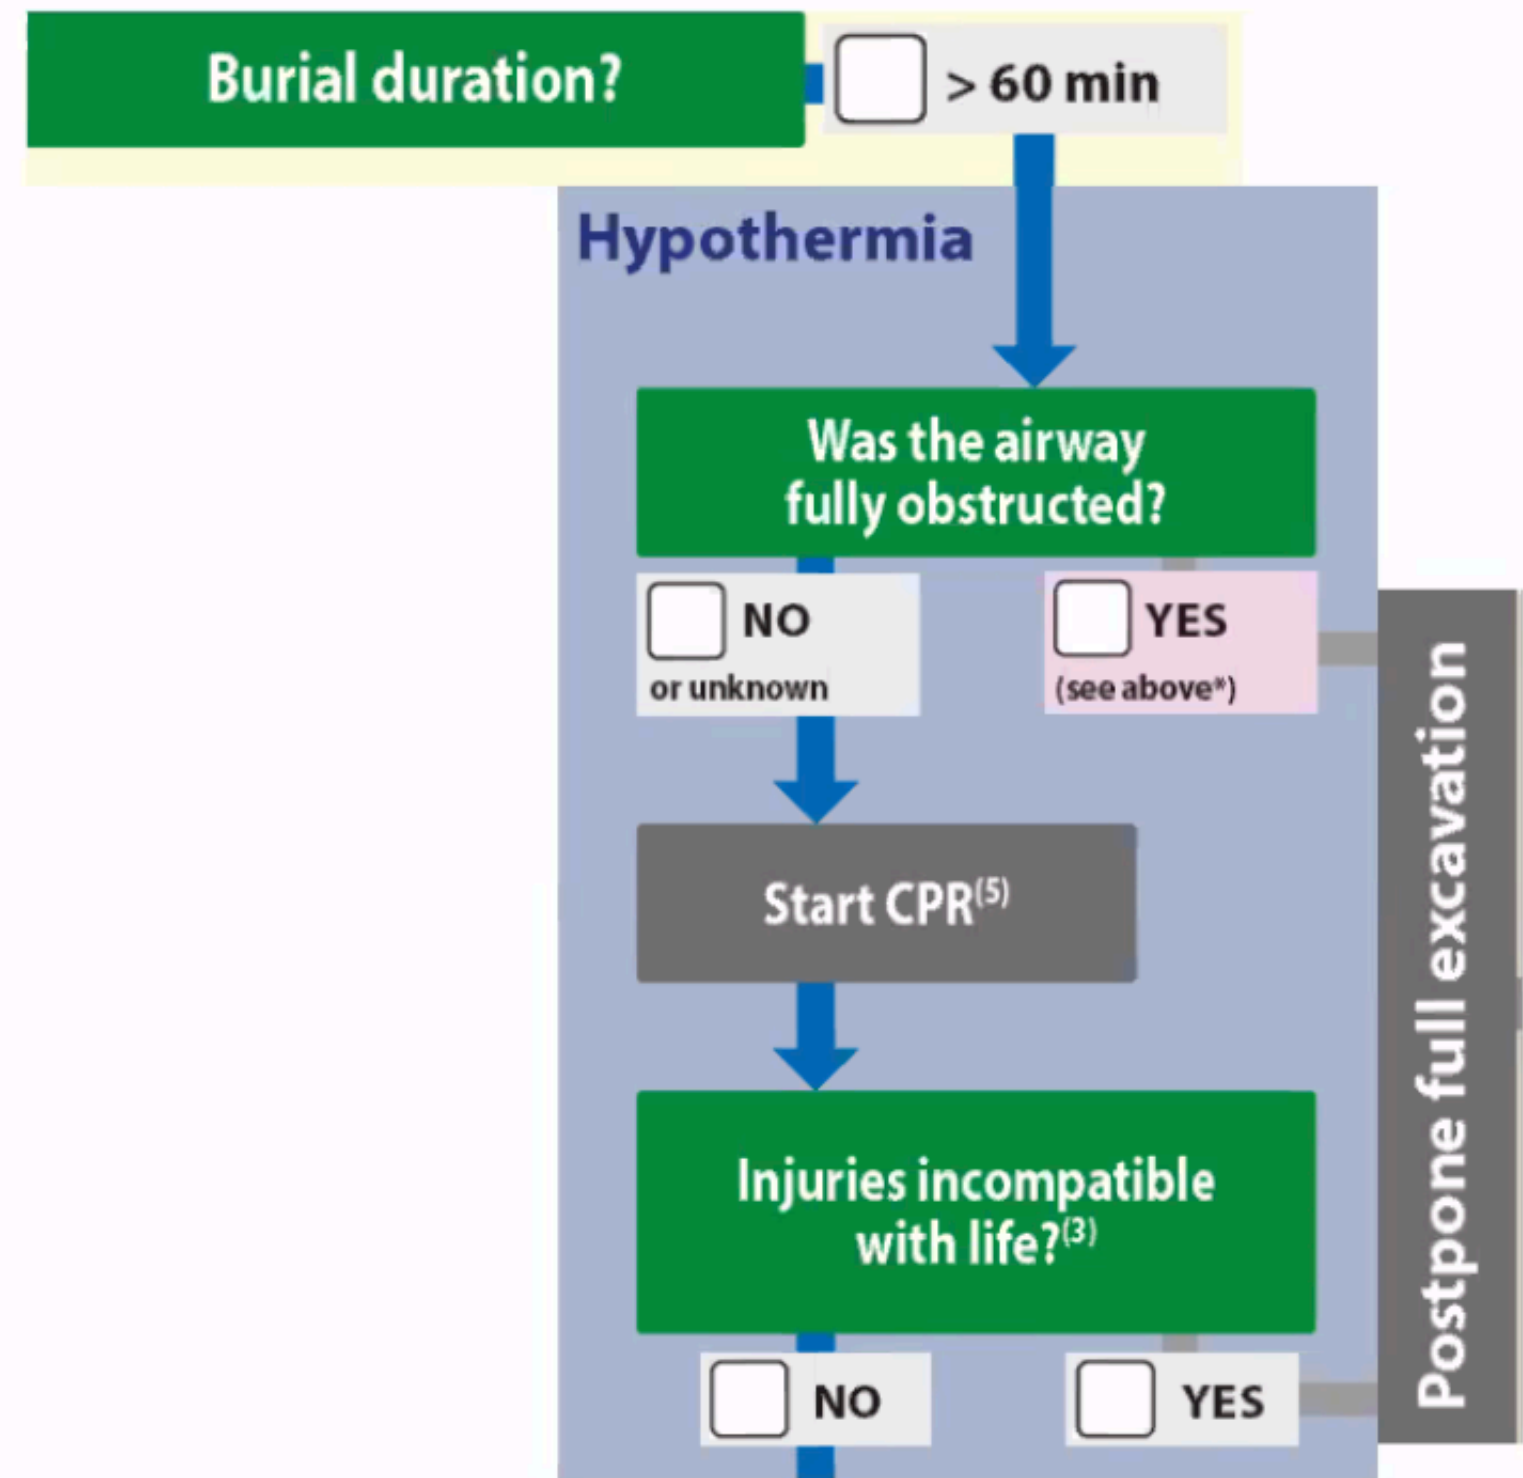 Burial duration?
> 60 min
Hypothermia
Was the airway
fully obstructed?
NO
or unknown
YES
(see above*)
Start CPR(5)
Injuries incompatible
with life?(3)
NO
YES
Postpone full excavation